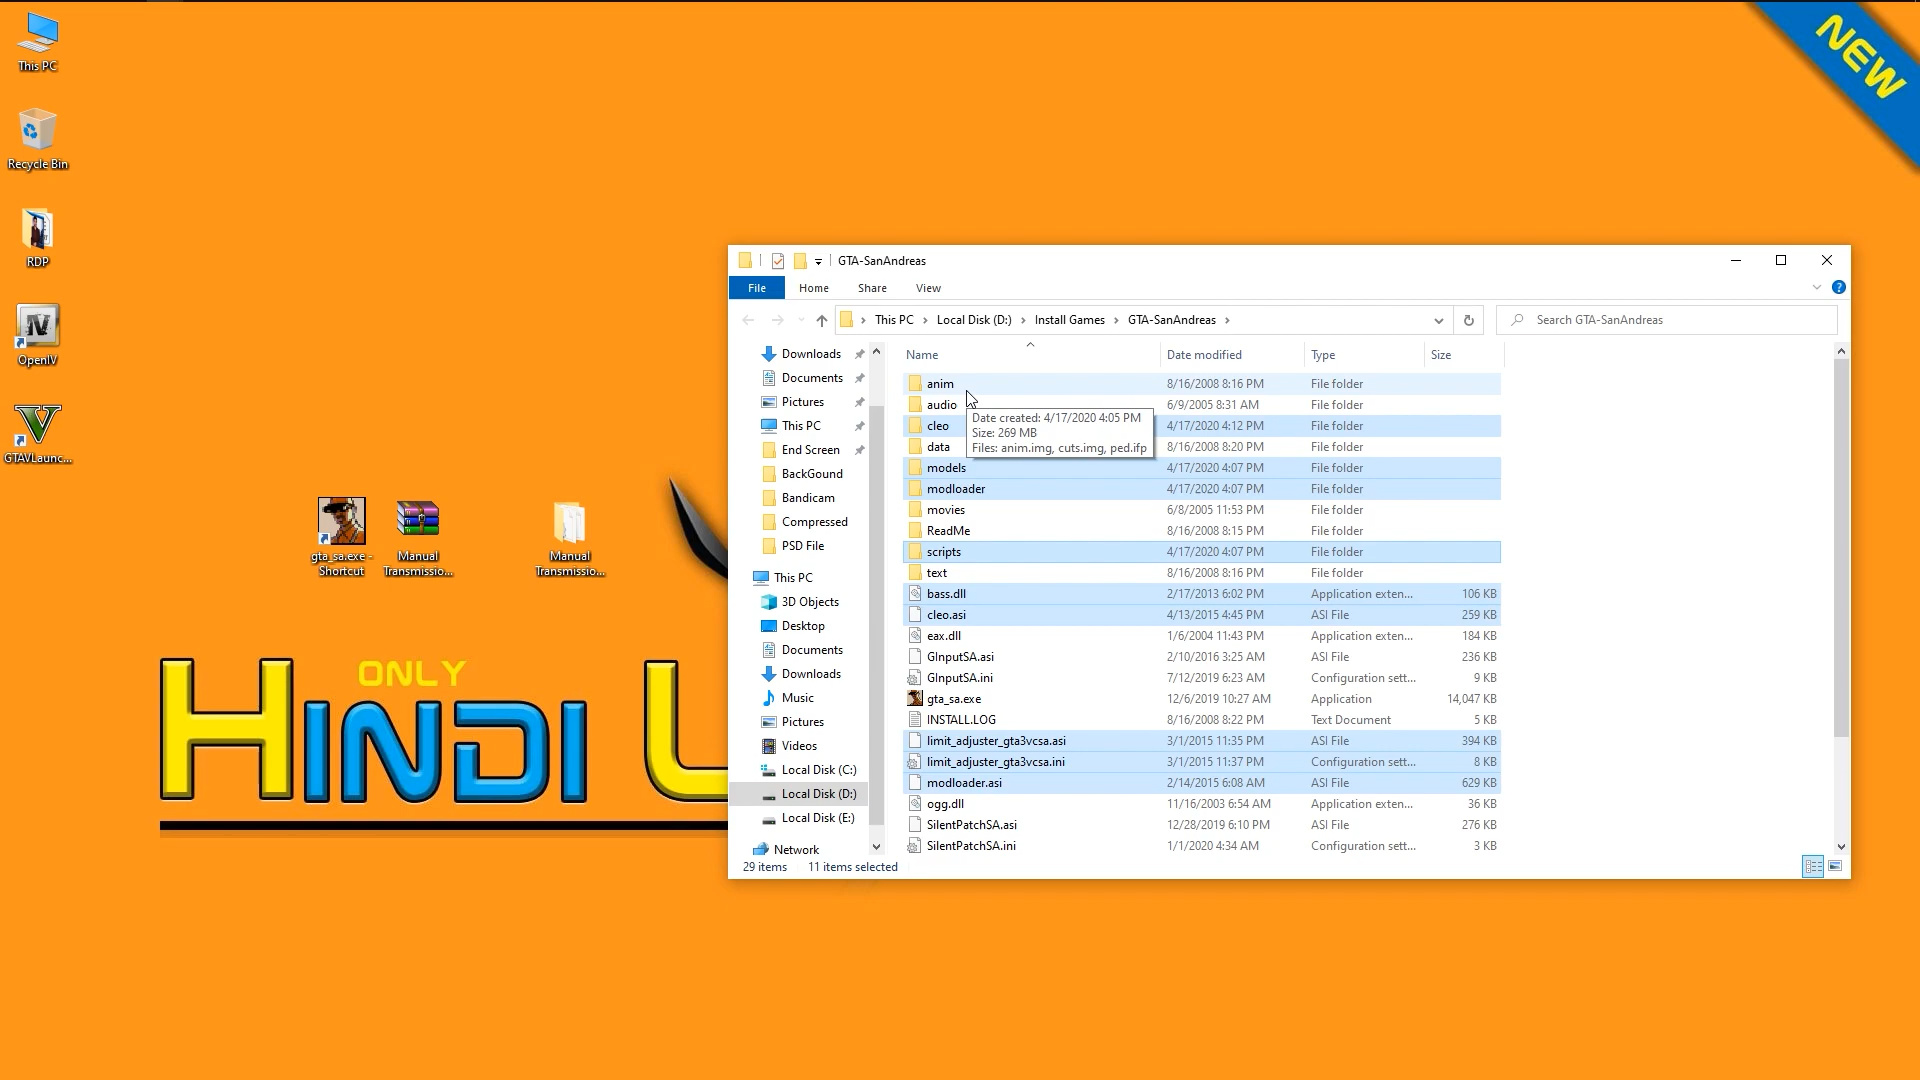 This PC
Recycle Bin
RDP
OpenIV
GTAVLaunc...
gta_sa.exe -
Shortcut
Manual
Transmissio...
Manual
Transmissio...
NEW
ONLY
HINDI
GTA-SanAndreas
File
Home
Share
View
This PC
Local Disk (D:)
Install Games
GTA-SanAndreas
Search GTA-SanAndreas
Downloads
Documents
Pictures
This PC
End Screen
BackGound
Bandicam
Compressed
PSD File
This PC
3D Objects
Desktop
Documents
Downloads
Music
Pictures
Videos
Local Disk (C:)
Local Disk (D:)
Local Disk (E:)
Network
Name Date modified Type Size
anim 8/16/2008 8:16 PM File folder
audio 6/9/2005 8:31 AM File folder
cleo 4/17/2020 4:12 PM File folder
data 8/16/2008 8:20 PM File folder
models 4/17/2020 4:07 PM File folder
modloader 4/17/2020 4:07 PM File folder
movies 6/8/2005 11:53 PM File folder
ReadMe 8/16/2008 8:15 PM File folder
scripts 4/17/2020 4:07 PM File folder
text 8/16/2008 8:16 PM File folder
bass.dll 2/17/2013 6:02 PM Application exten... 106 KB
cleo.asi 4/13/2015 4:45 PM ASI File 259 KB
eax.dll 1/6/2004 11:43 PM Application exten... 184 KB
GInputSA.asi 2/10/2016 3:25 AM ASI File 236 KB
GInputSA.ini 7/12/2019 6:23 AM Configuration sett... 9 KB
gta_sa.exe 12/6/2019 10:27 AM Application 14,047 KB
INSTALL.LOG 8/16/2008 8:22 PM Text Document 5 KB
limit_adjuster_gta3vcsa.asi 3/1/2015 11:35 PM ASI File 394 KB
limit_adjuster_gta3vcsa.ini 3/1/2015 11:37 PM Configuration sett... 8 KB
modloader.asi 2/14/2015 6:08 AM ASI File 629 KB
ogg.dll 11/16/2003 6:54 AM Application exten... 36 KB
SilentPatchSA.asi 12/28/2019 6:10 PM ASI File 276 KB
SilentPatchSA.ini 1/1/2020 4:34 AM Configuration sett... 3 KB
Date created: 4/17/2020 4:05 PM
Size: 269 MB
Files: anim.img, cuts.img, ped.ifp
29 items 11 items selected